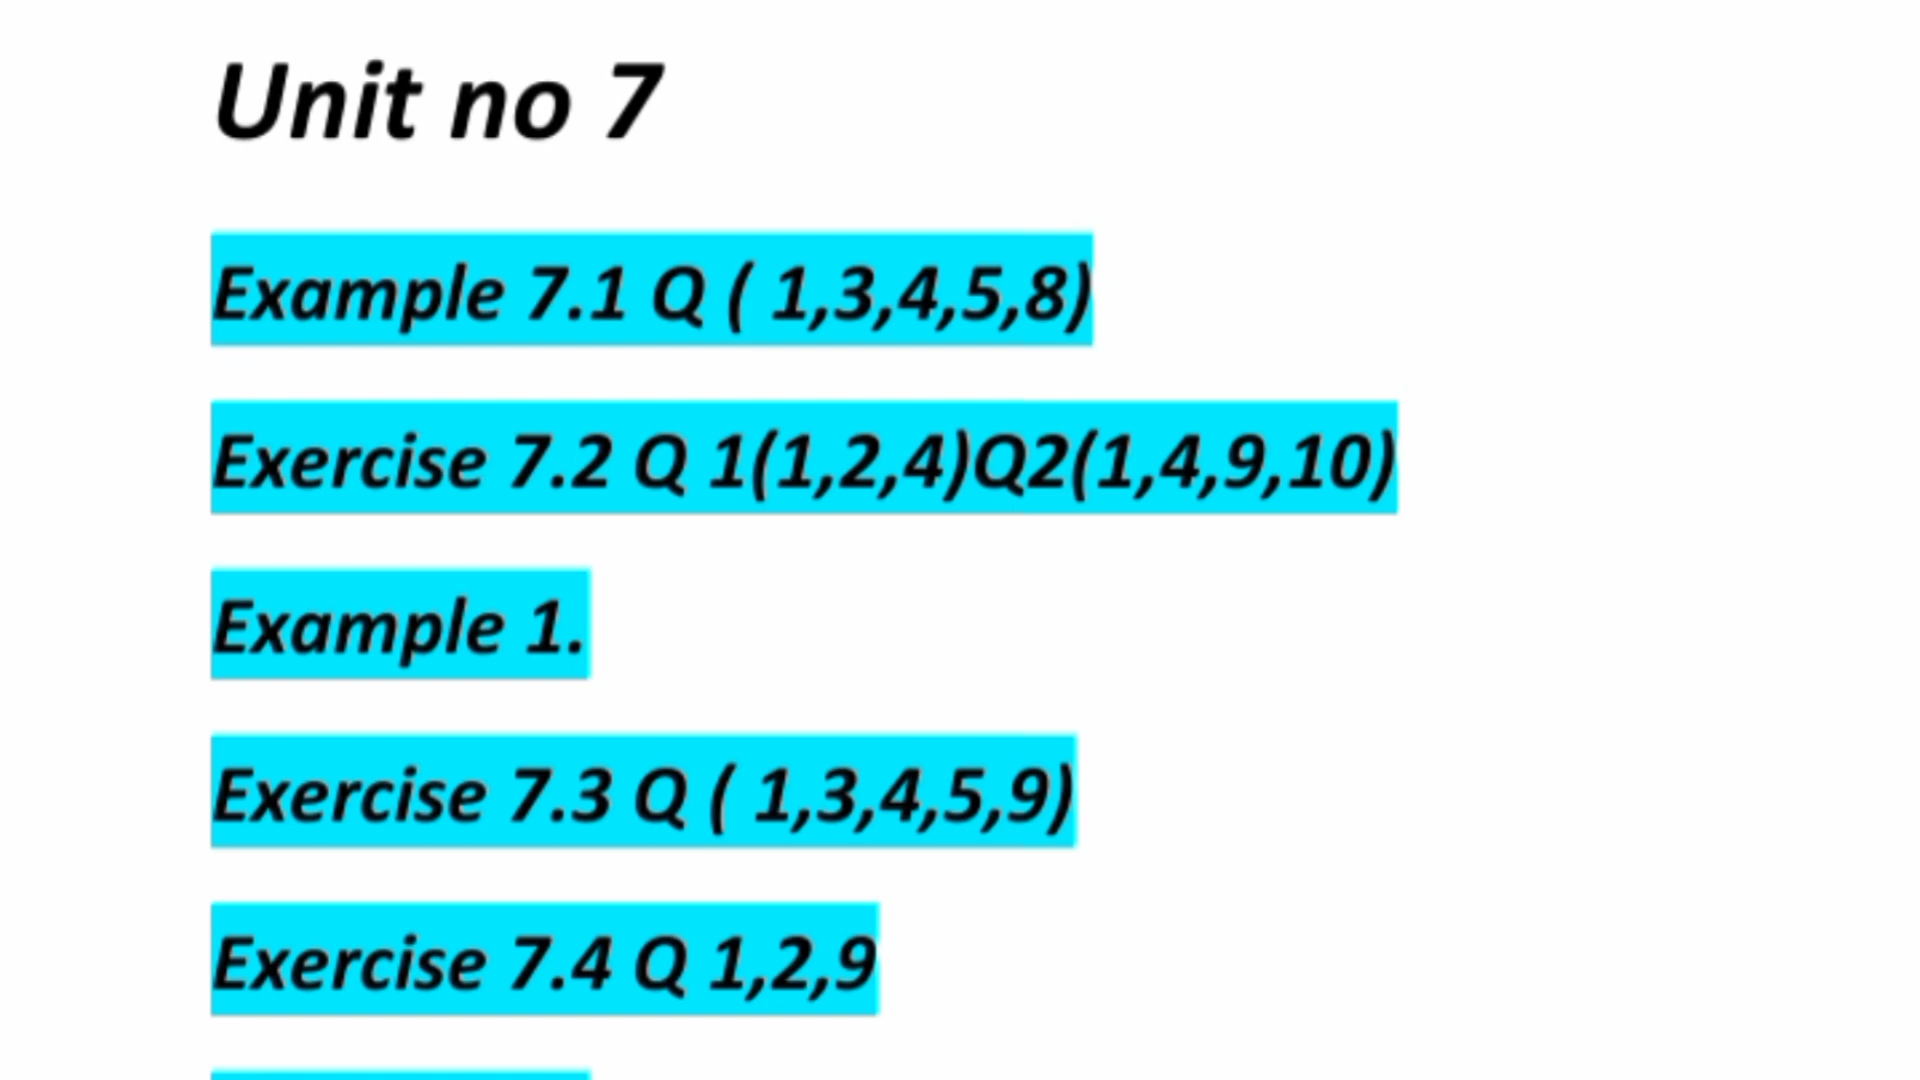 Unit no 7
Example 7.1 Q ( 1,3,4,5,8)
Exercise 7.2 Q 1(1,2,4)Q2(1,4,9,10)
Example 1.
Exercise 7.3 Q ( 1,3,4,5,9)
Exercise 7.4 Q 1,2,9